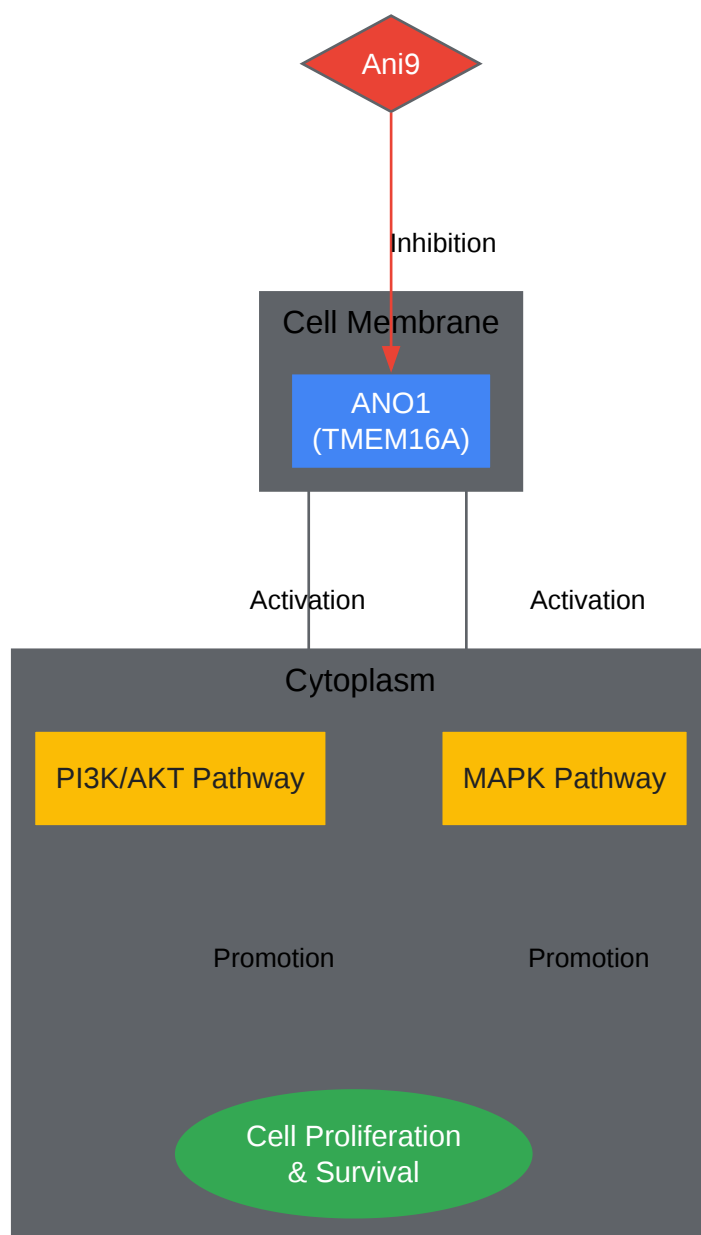 Ani9
Inhibition
Cell Membrane
ANO1
(TMEM16A)
Activation
Activation
Cytoplasm
PI3K/AKT Pathway
MAPK Pathway
Promotion
Promotion
Cell Proliferation
& Survival